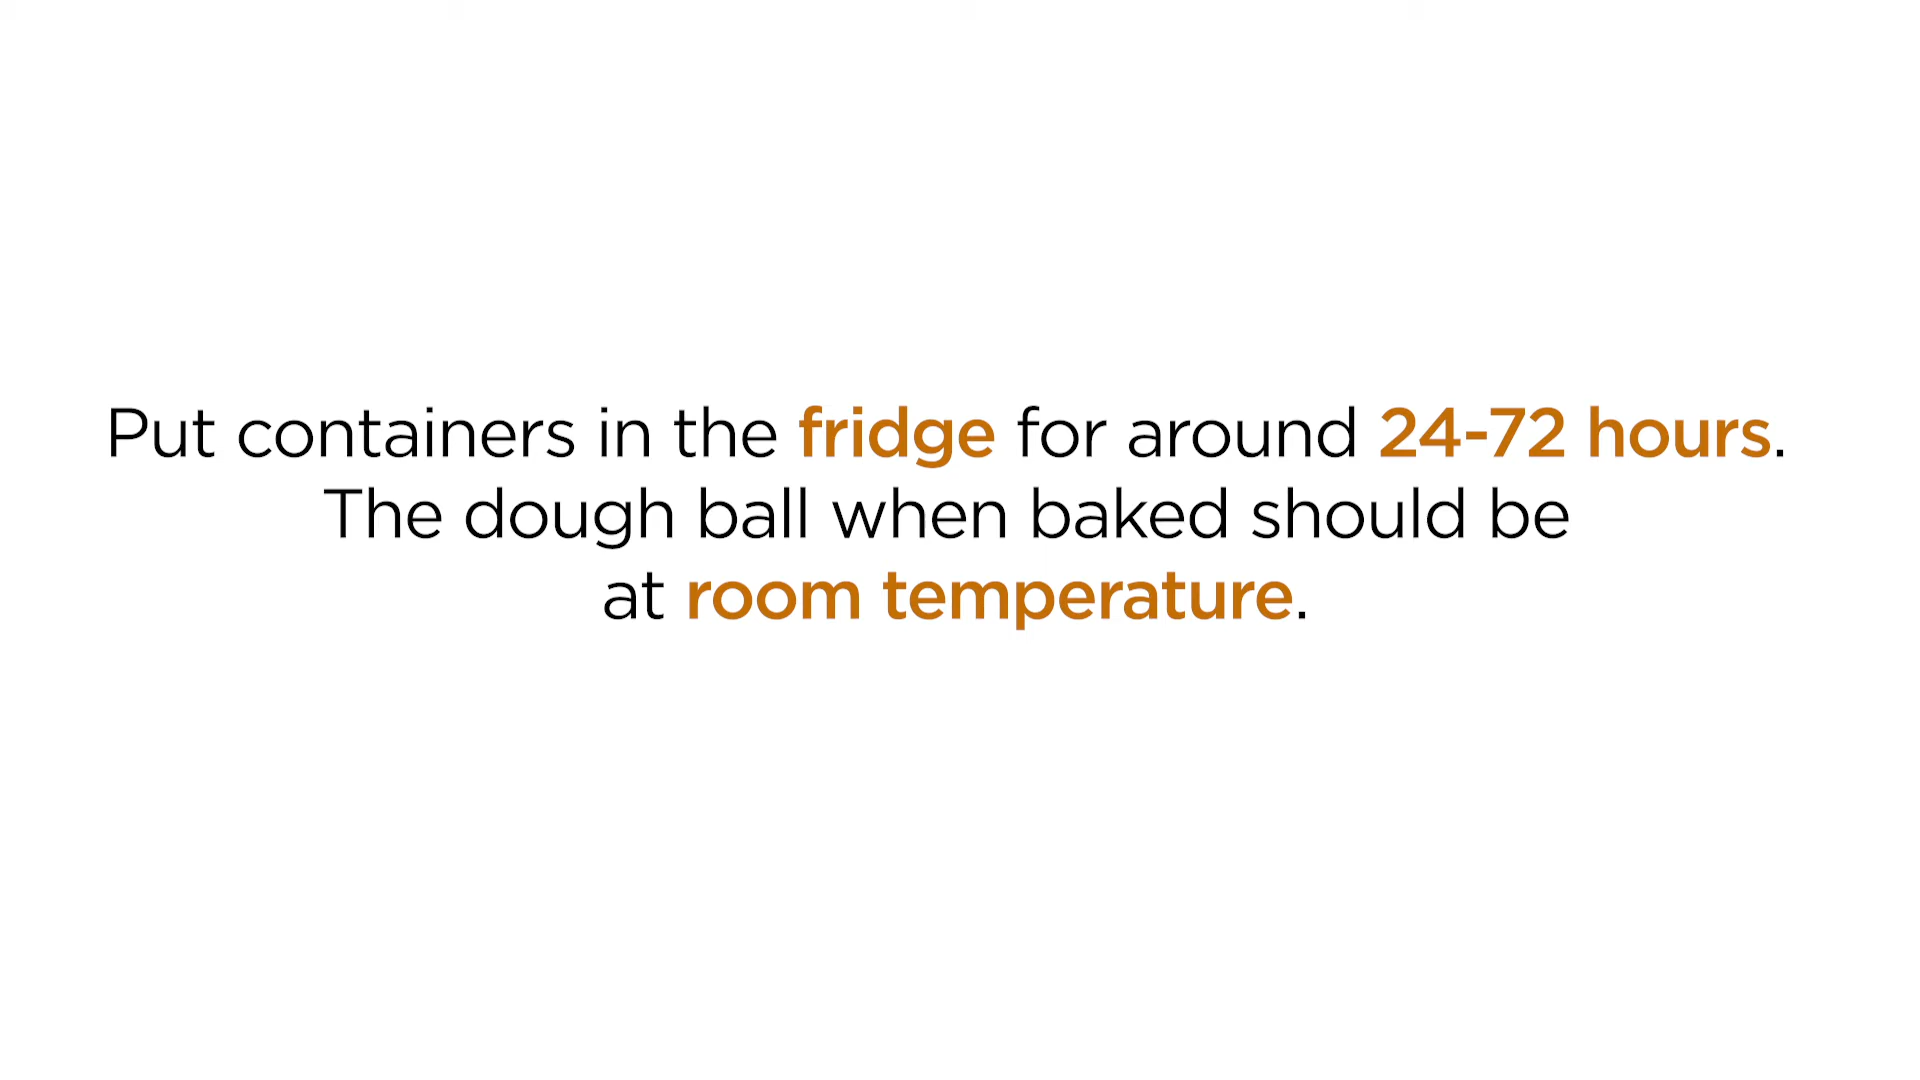 Put containers in the fridge for around 24-72 hours.
The dough ball when baked should be
at room temperature.